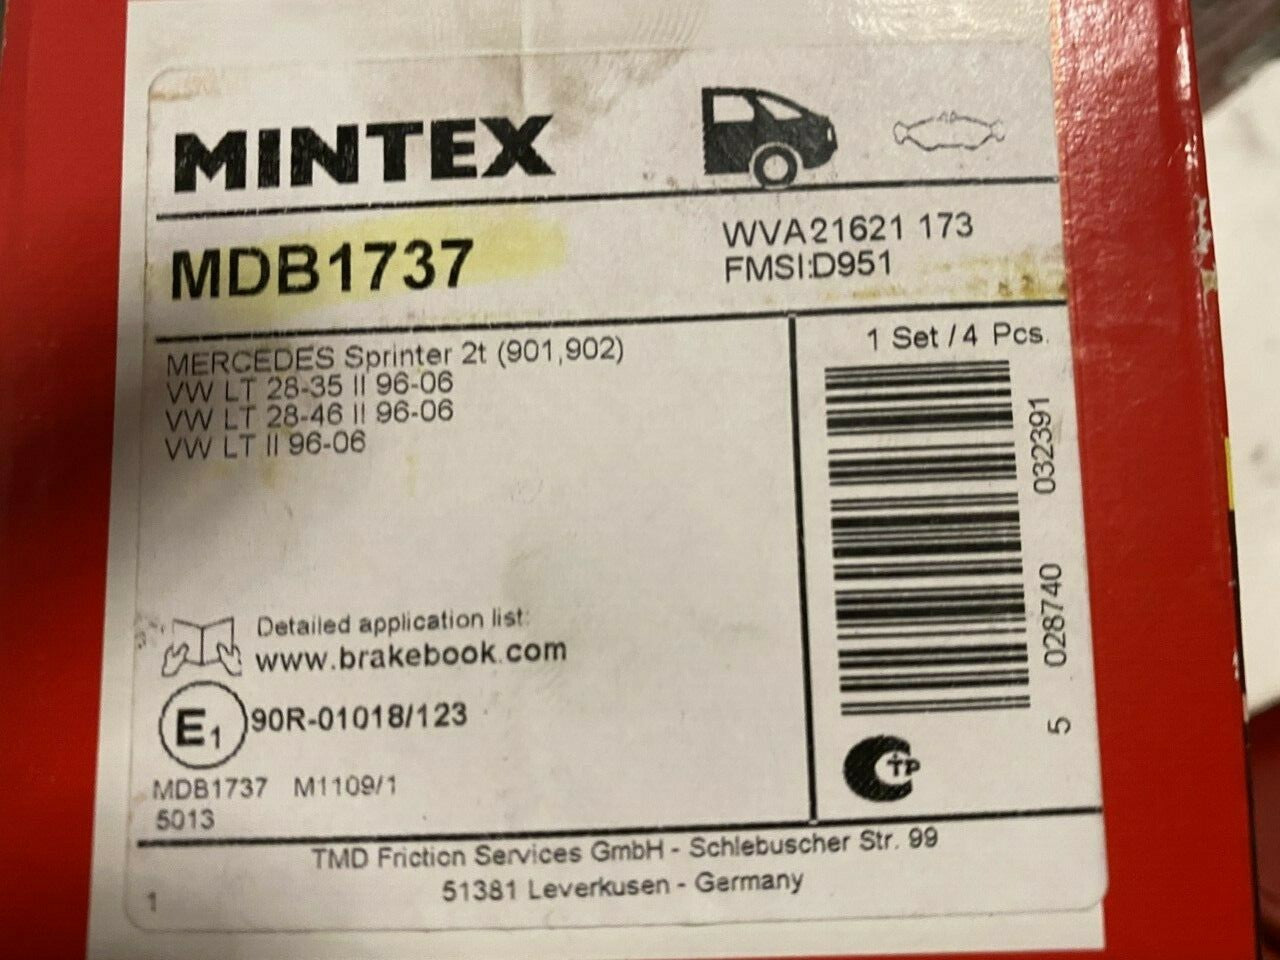 MINTEX
MDB1737
WVA21621 173
FMSI:D951
MERCEDES Sprinter 2t (901,902)
VW LT 28-35 II 96-06
VW LT 28-46 II 96-06
VW LT II 96-06
1 Set / 4 Pcs.
5 028740 032391
Detailed application list:
www.brakebook.com
E1 90R-01018/123
MDB1737 M1109/1
5013
TP
TMD Friction Services GmbH - Schlebuscher Str. 99
51381 Leverkusen - Germany
1